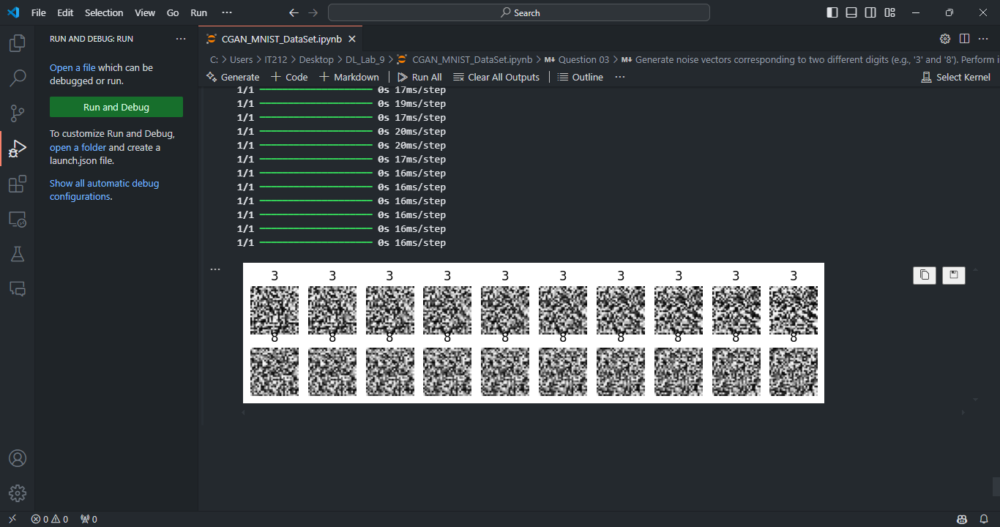 File Edit Selection View Go Run ··· Search
RUN AND DEBUG: RUN ···
Open a file which can be
debugged or run.
Run and Debug
To customize Run and Debug,
open a folder and create a
launch.json file.
Show all automatic debug
configurations.
CGAN_MNIST_DataSet.ipynb
C: > Users > IT212 > Desktop > DL_Lab_9 > CGAN_MNIST_DataSet.ipynb > M↓ Question 03 > M↓ Generate noise vectors corresponding to two different digits (e.g., '3' and '8'). Perform i
Generate + Code + Markdown Run All Clear All Outputs Outline ··· Select Kernel
1/1 0s 17ms/step
1/1 0s 19ms/step
1/1 0s 17ms/step
1/1 0s 20ms/step
1/1 0s 20ms/step
1/1 0s 17ms/step
1/1 0s 16ms/step
1/1 0s 16ms/step
1/1 0s 16ms/step
1/1 0s 16ms/step
1/1 0s 16ms/step
1/1 0s 16ms/step
3 3 3 3 3 3 3 3 3 3
8 8 8 8 8 8 8 8 8 8
0 0 0